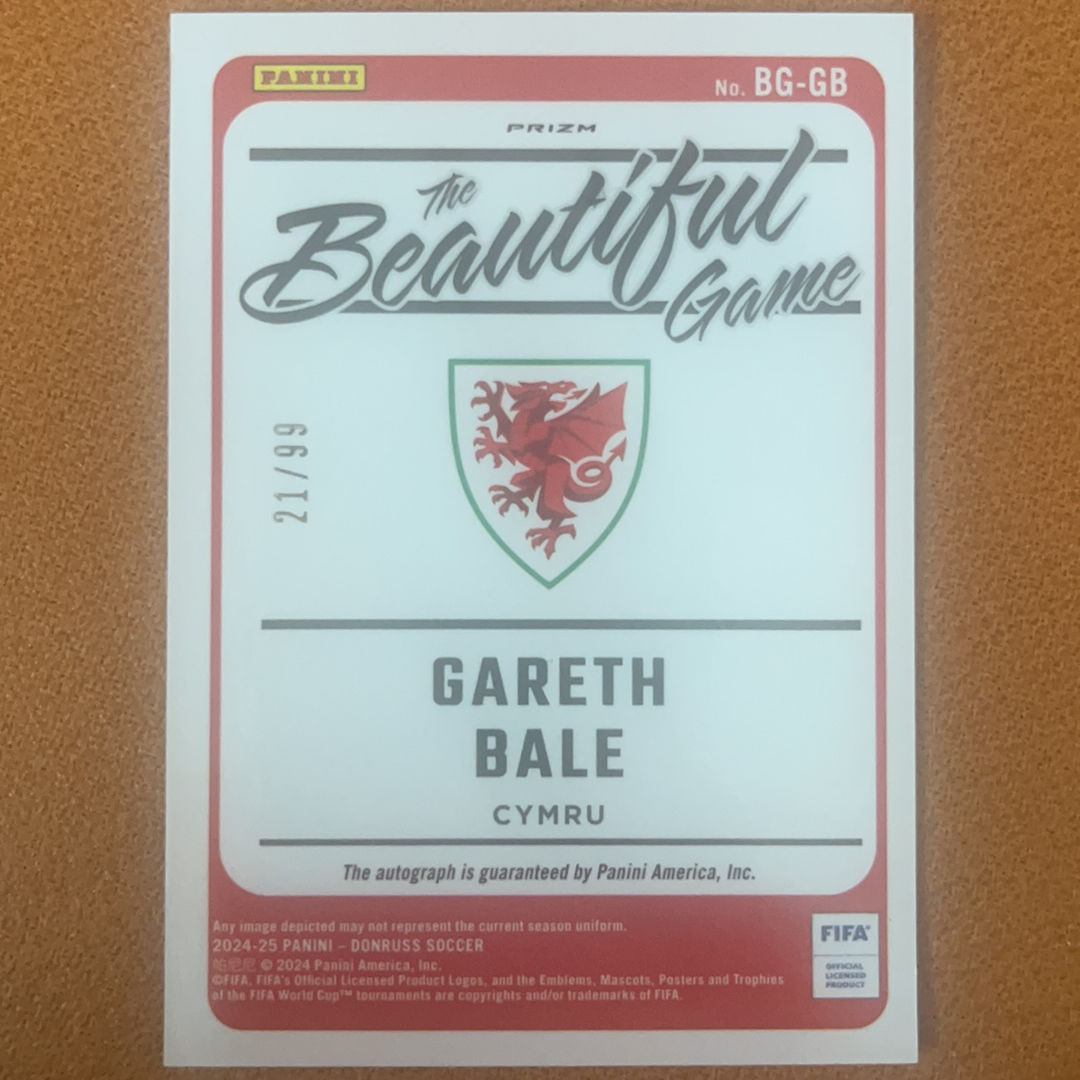 PANINI
No. BG-GB
PRIZM
The
Beautiful
Game
21/99
GARETH
BALE
CYMRU
The autograph is guaranteed by Panini America, Inc.
Any image depicted may not represent the current season uniform.
2024-25 PANINI – DONRUSS SOCCER
帕尼尼 © 2024 Panini America, Inc.
©FIFA, FIFA's Official Licensed Product Logos, and the Emblems, Mascots, Posters and Trophies
of the FIFA World Cup™ tournaments are copyrights and/or trademarks of FIFA.
FIFA®
OFFICIAL
LICENSED
PRODUCT